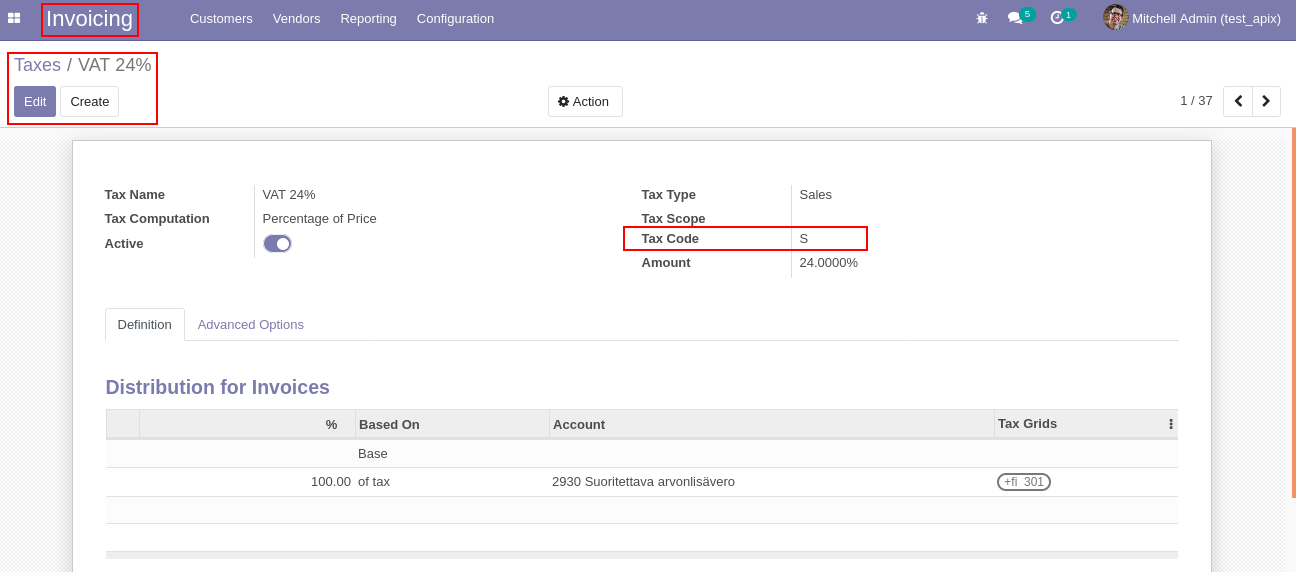 Invoicing Customers Vendors Reporting Configuration 5 1 Mitchell Admin (test_apix)
Taxes / VAT 24%
Edit Create Action 1 / 37
Tax Name VAT 24% Tax Type Sales
Tax Computation Percentage of Price Tax Scope
Active Tax Code S
Amount 24.0000%
Definition Advanced Options
Distribution for Invoices
% Based On Account Tax Grids
Base
100.00 of tax 2930 Suoritettava arvonlisävero +fi 301